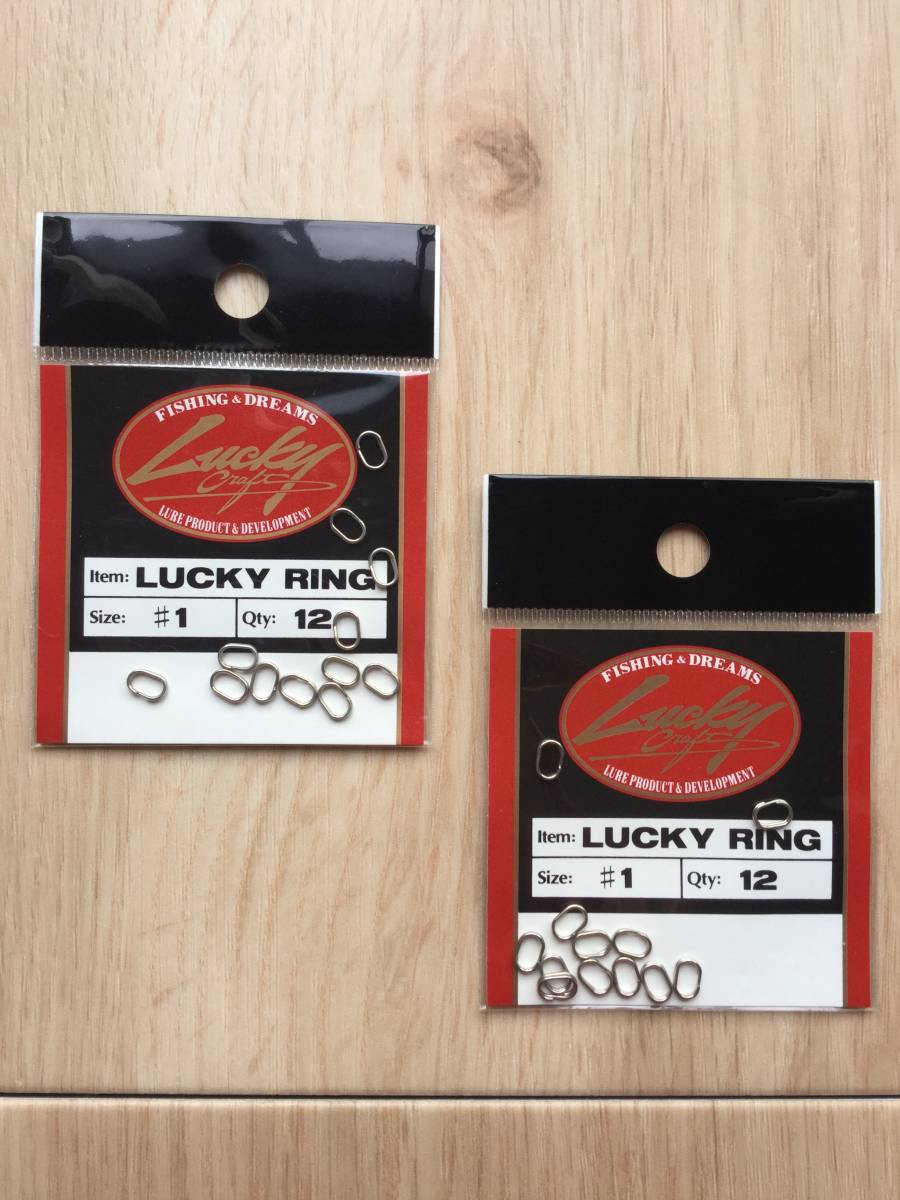 FISHING & DREAMS
Lucky
Craft
LURE PRODUCT & DEVELOPMENT
Item: LUCKY RING
Size: #1 Qty: 12
FISHING & DREAMS
Lucky
Craft
LURE PRODUCT & DEVELOPMENT
Item: LUCKY RING
Size: #1 Qty: 12